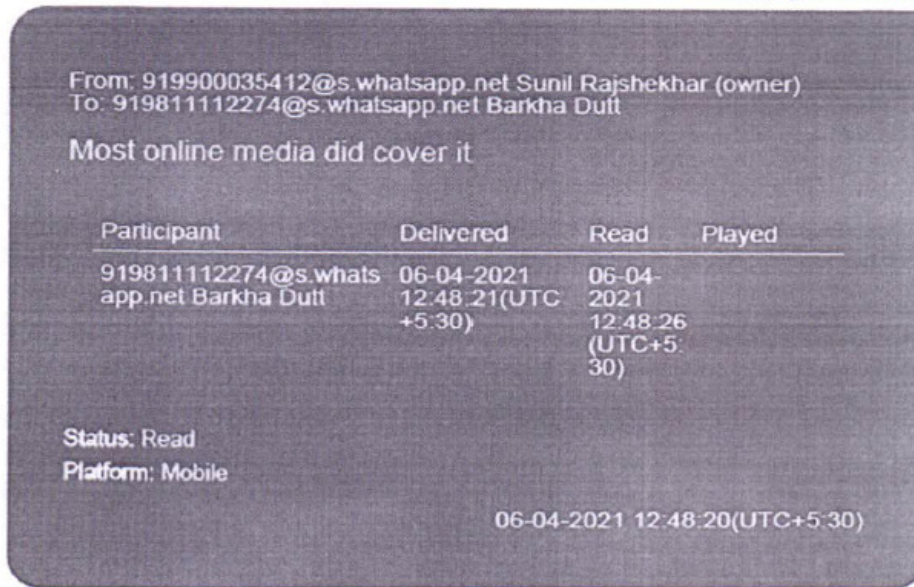 From: 919900035412@s.whatsapp.net Sunil Rajshekhar (owner)
To: 919811112274@s.whatsapp.net Barkha Dutt
Most online media did cover it
Participant Delivered Read Played
919811112274@s.whats 06-04-2021 06-04-
app.net Barkha Dutt 12:48:21(UTC 2021
+5:30) 12:48:26
(UTC+5:
30)
Status: Read
Platform: Mobile
06-04-2021 12:48:20(UTC+5:30)